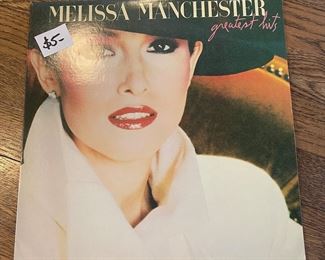 MELISSA MANCHESTER
greatest hits
$5-